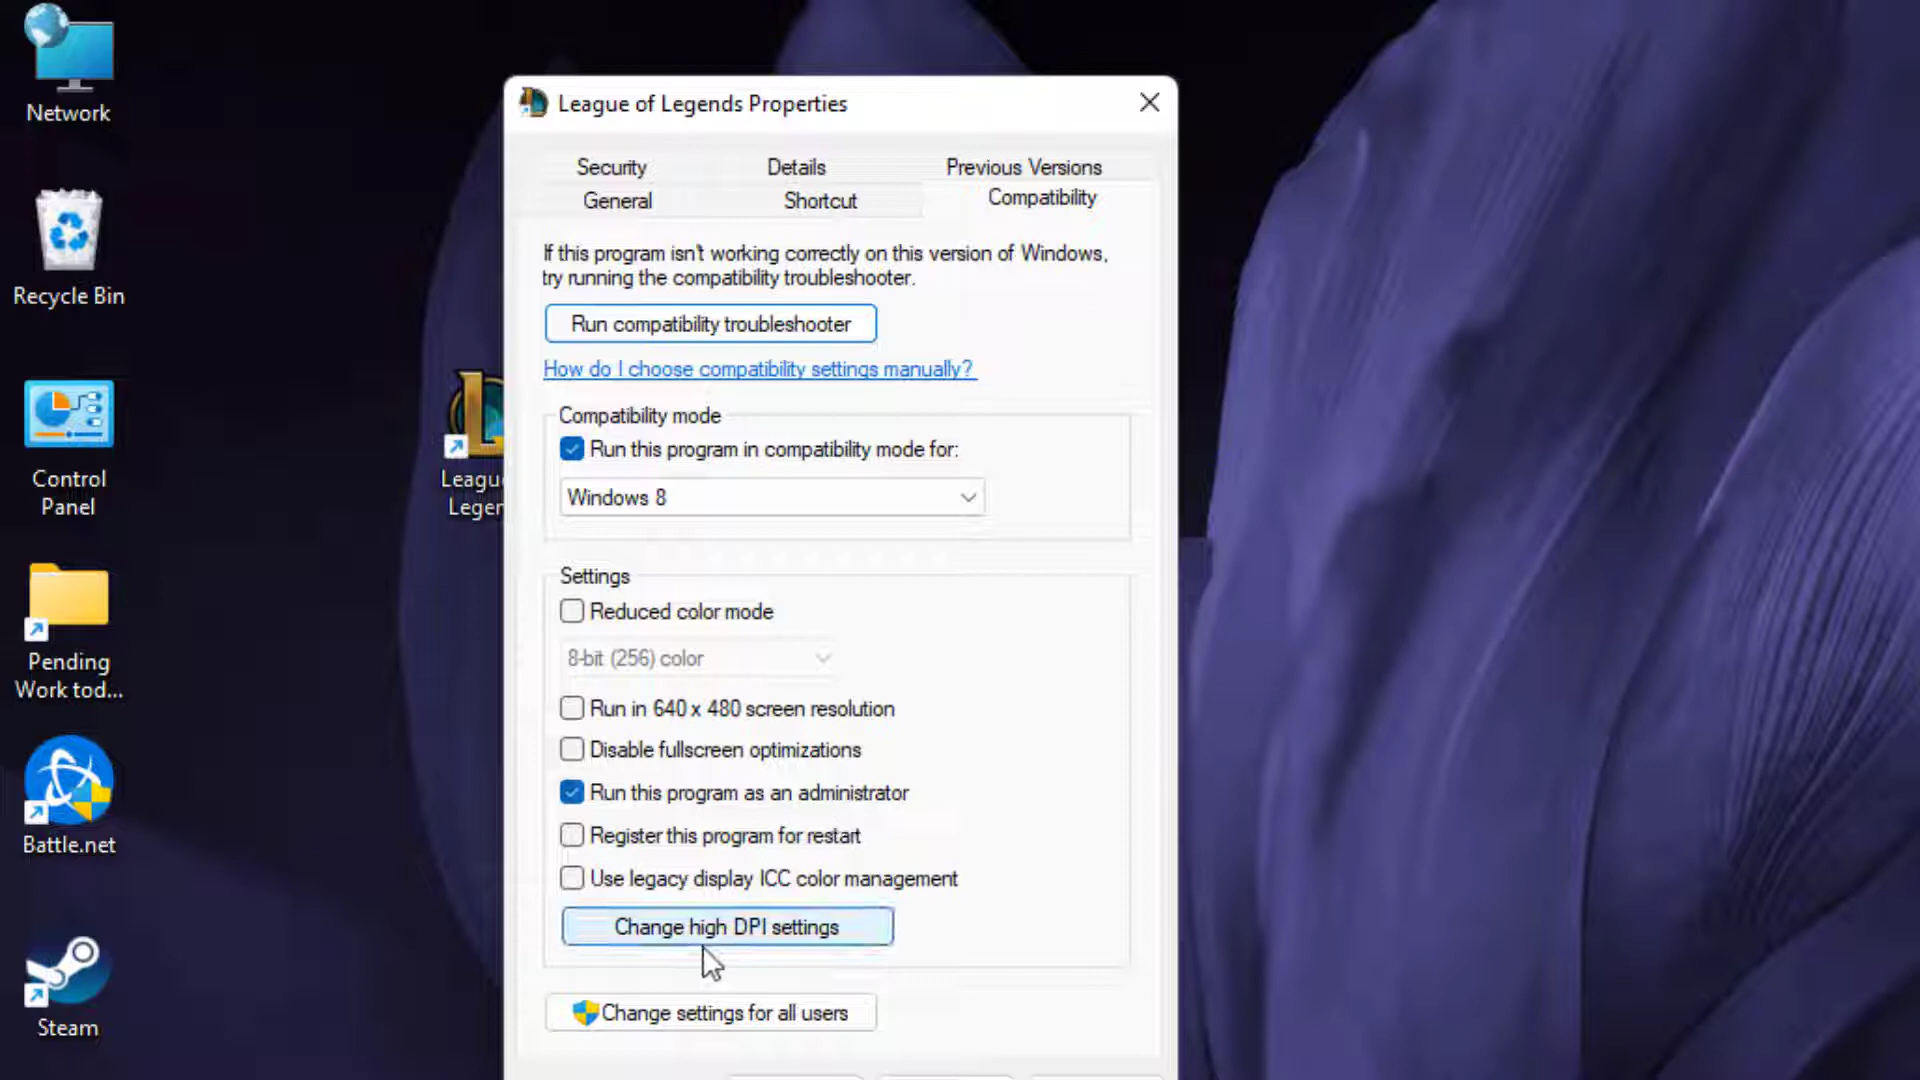 Network
Recycle Bin
Control
Panel
Pending
Work tod...
Battle.net
Steam
Leagu
Leger
League of Legends Properties
Security
Details
Previous Versions
General
Shortcut
Compatibility
If this program isn't working correctly on this version of Windows,
try running the compatibility troubleshooter.
Run compatibility troubleshooter
How do I choose compatibility settings manually?
Compatibility mode
Run this program in compatibility mode for:
Windows 8
Settings
Reduced color mode
8-bit (256) color
Run in 640 x 480 screen resolution
Disable fullscreen optimizations
Run this program as an administrator
Register this program for restart
Use legacy display ICC color management
Change high DPI settings
Change settings for all users